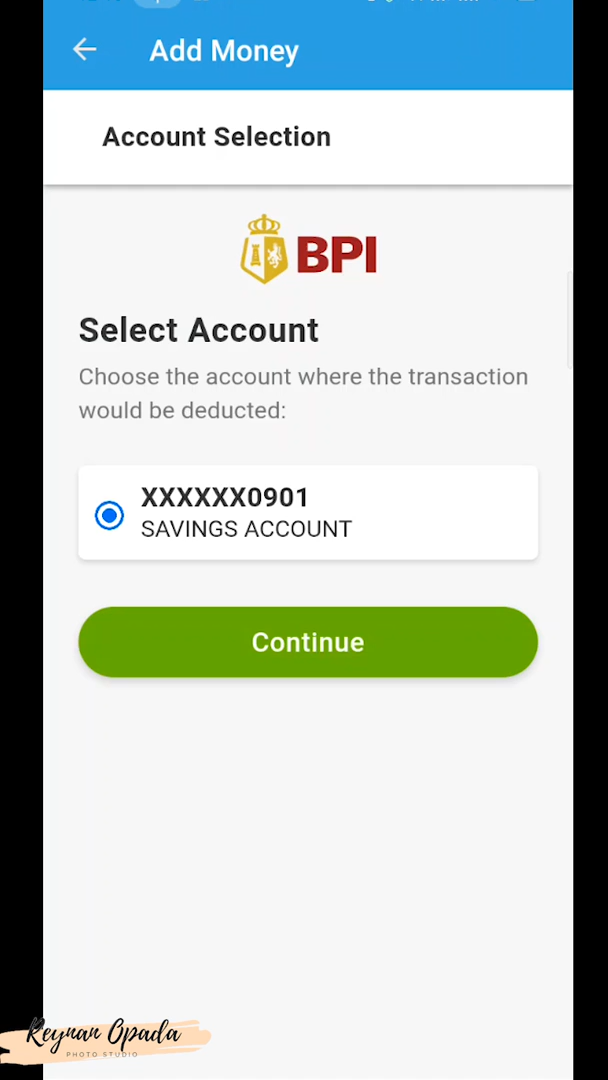 Add Money
Account Selection
BPI
Select Account
Choose the account where the transaction
would be deducted:
XXXXXX0901
SAVINGS ACCOUNT
Continue
Reynan Opada
PHOTO STUDIO